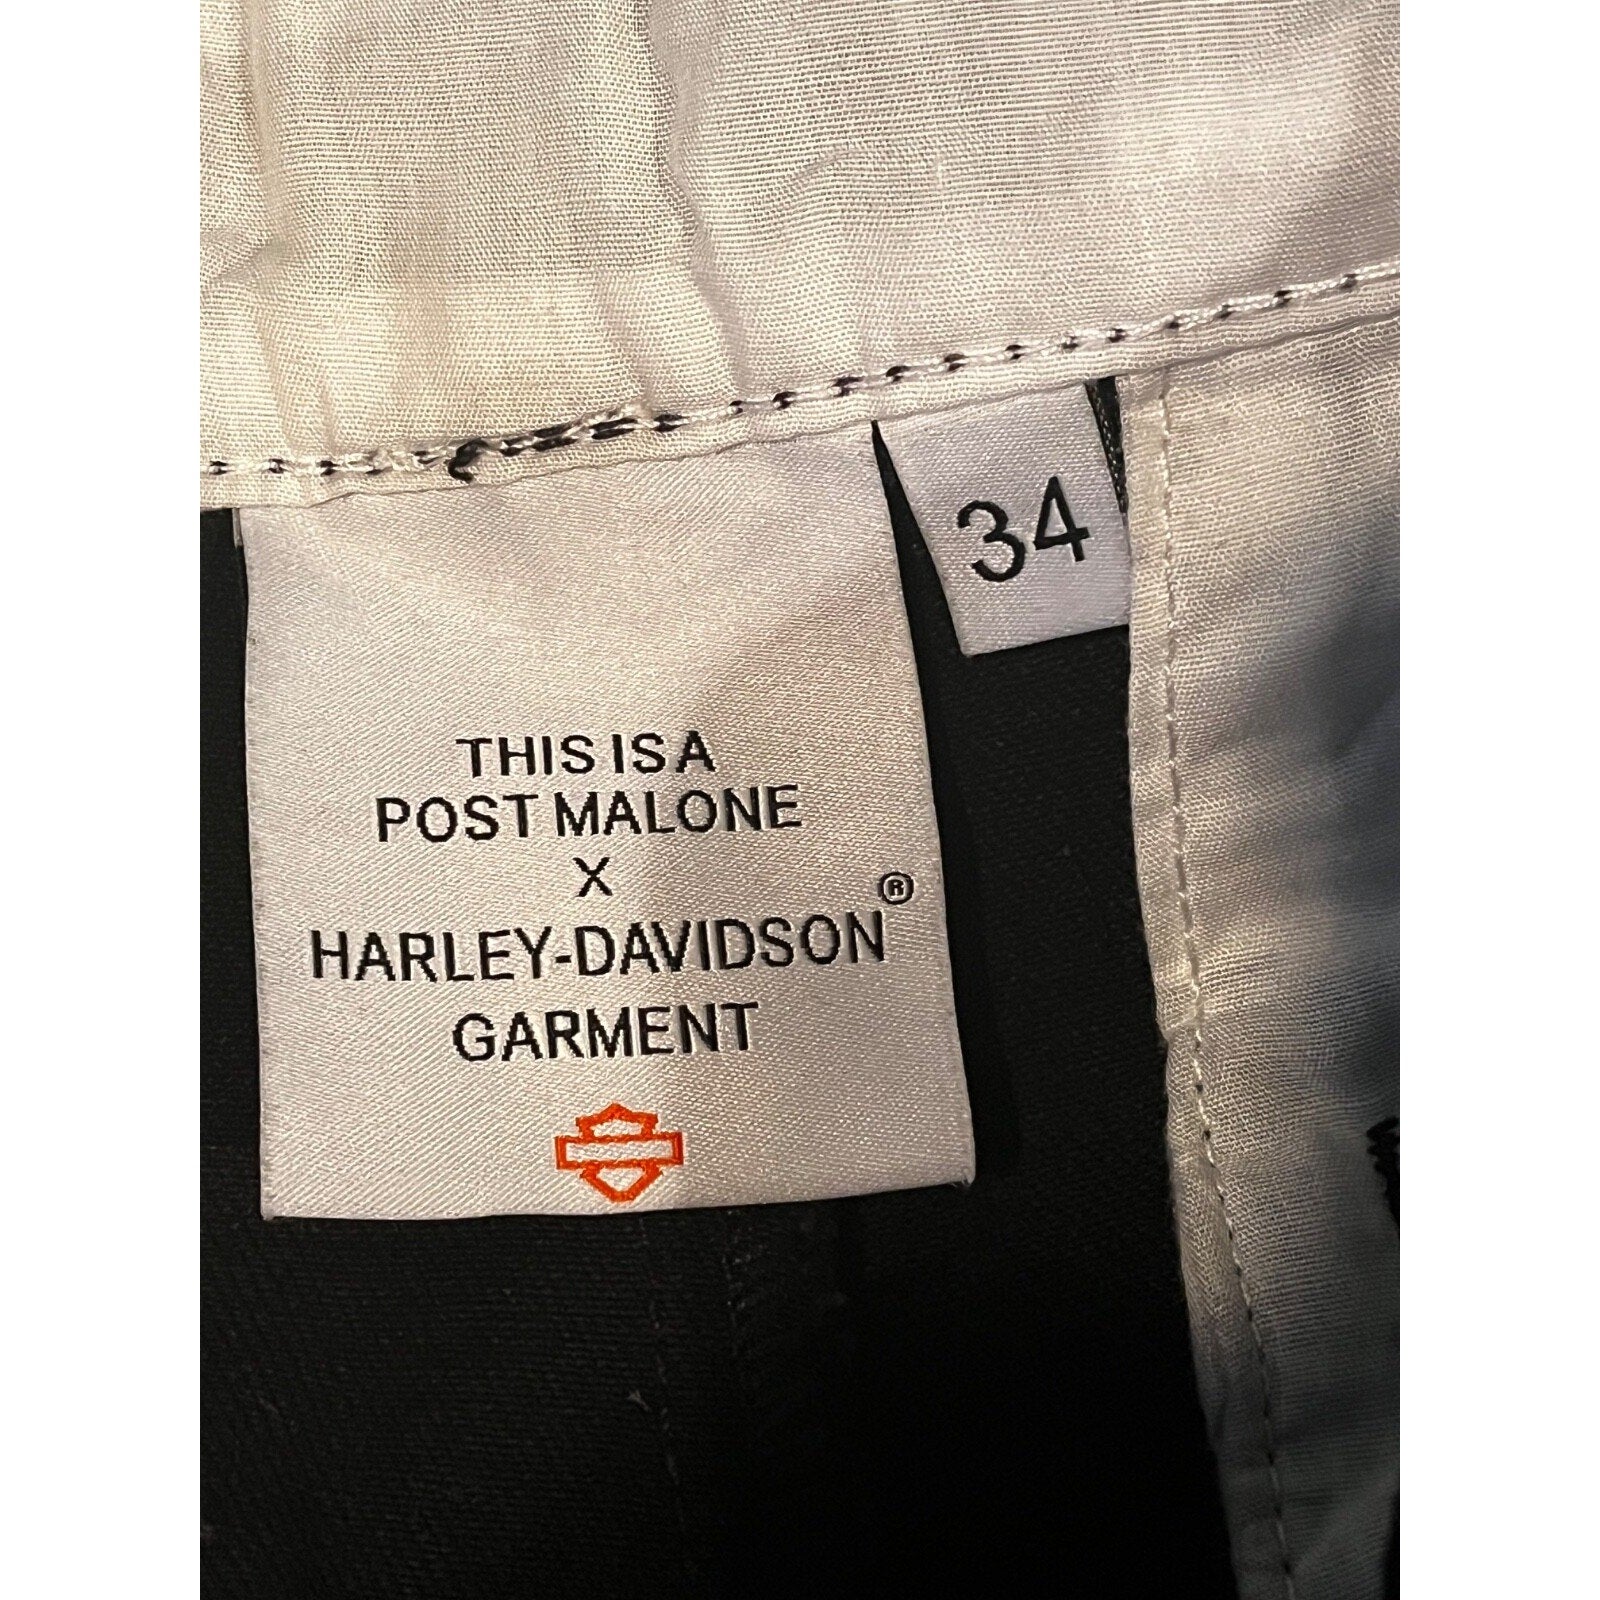 34
THIS IS A
POST MALONE
X
HARLEY-DAVIDSON®
GARMENT